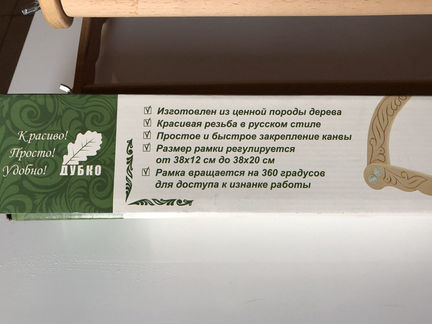 Красиво!
Просто!
Удобно!
ДУБКО
Изготовлен из ценной породы дерева
Красивая резьба в русском стиле
Простое и быстрое закрепление канвы
Размер рамки регулируется
от 38х12 см до 38х20 см
Рамка вращается на 360 градусов
для доступа к изнанке работы